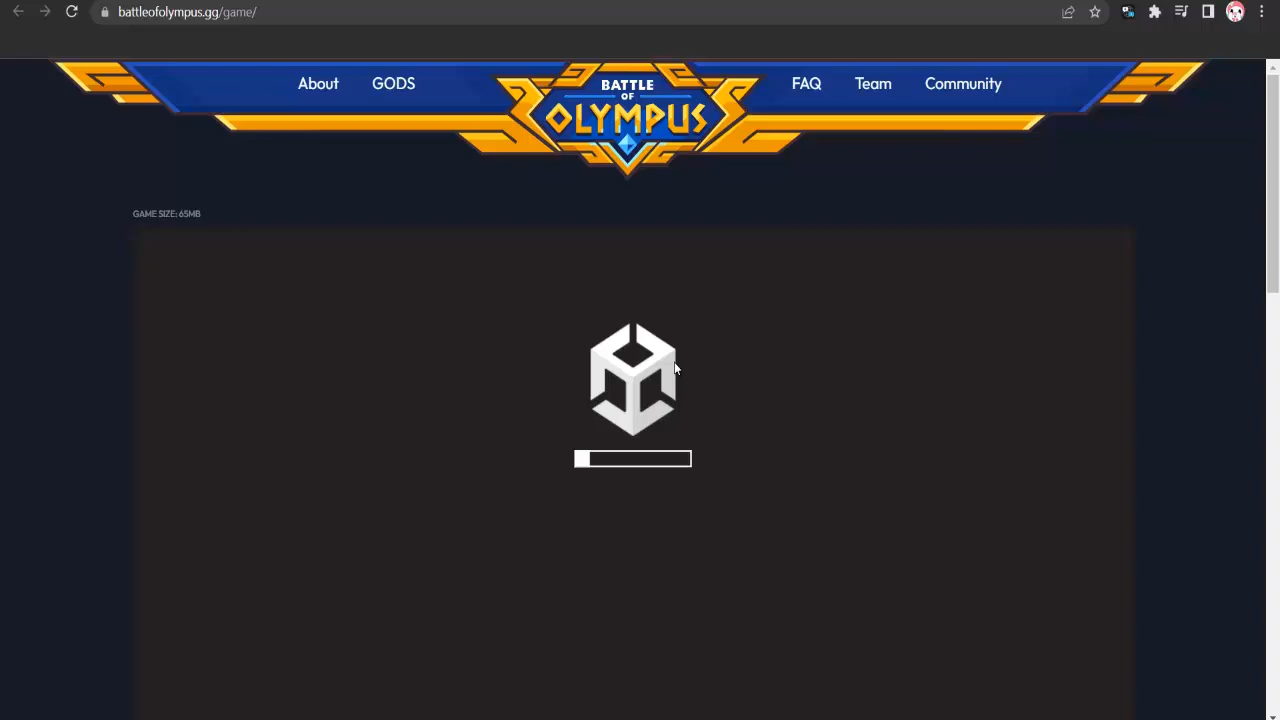 battleofolympus.gg/game/
About GODS BATTLE OF OLYMPUS FAQ Team Community
GAME SIZE: 65MB